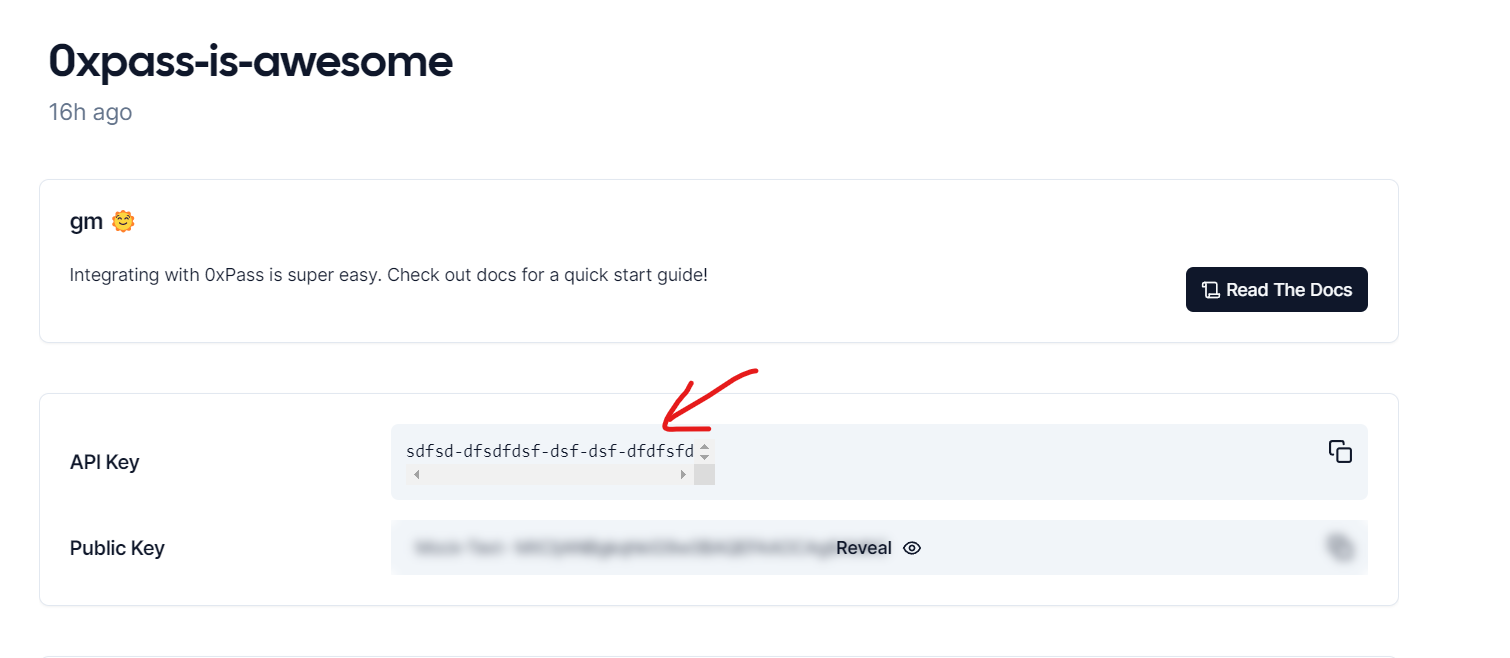 0xpass-is-awesome
16h ago
gm
Integrating with 0xPass is super easy. Check out docs for a quick start guide!
Read The Docs
API Key
sdfsd-dfsdfdsf-dsf-dsf-dfdfsfd
Public Key
Reveal